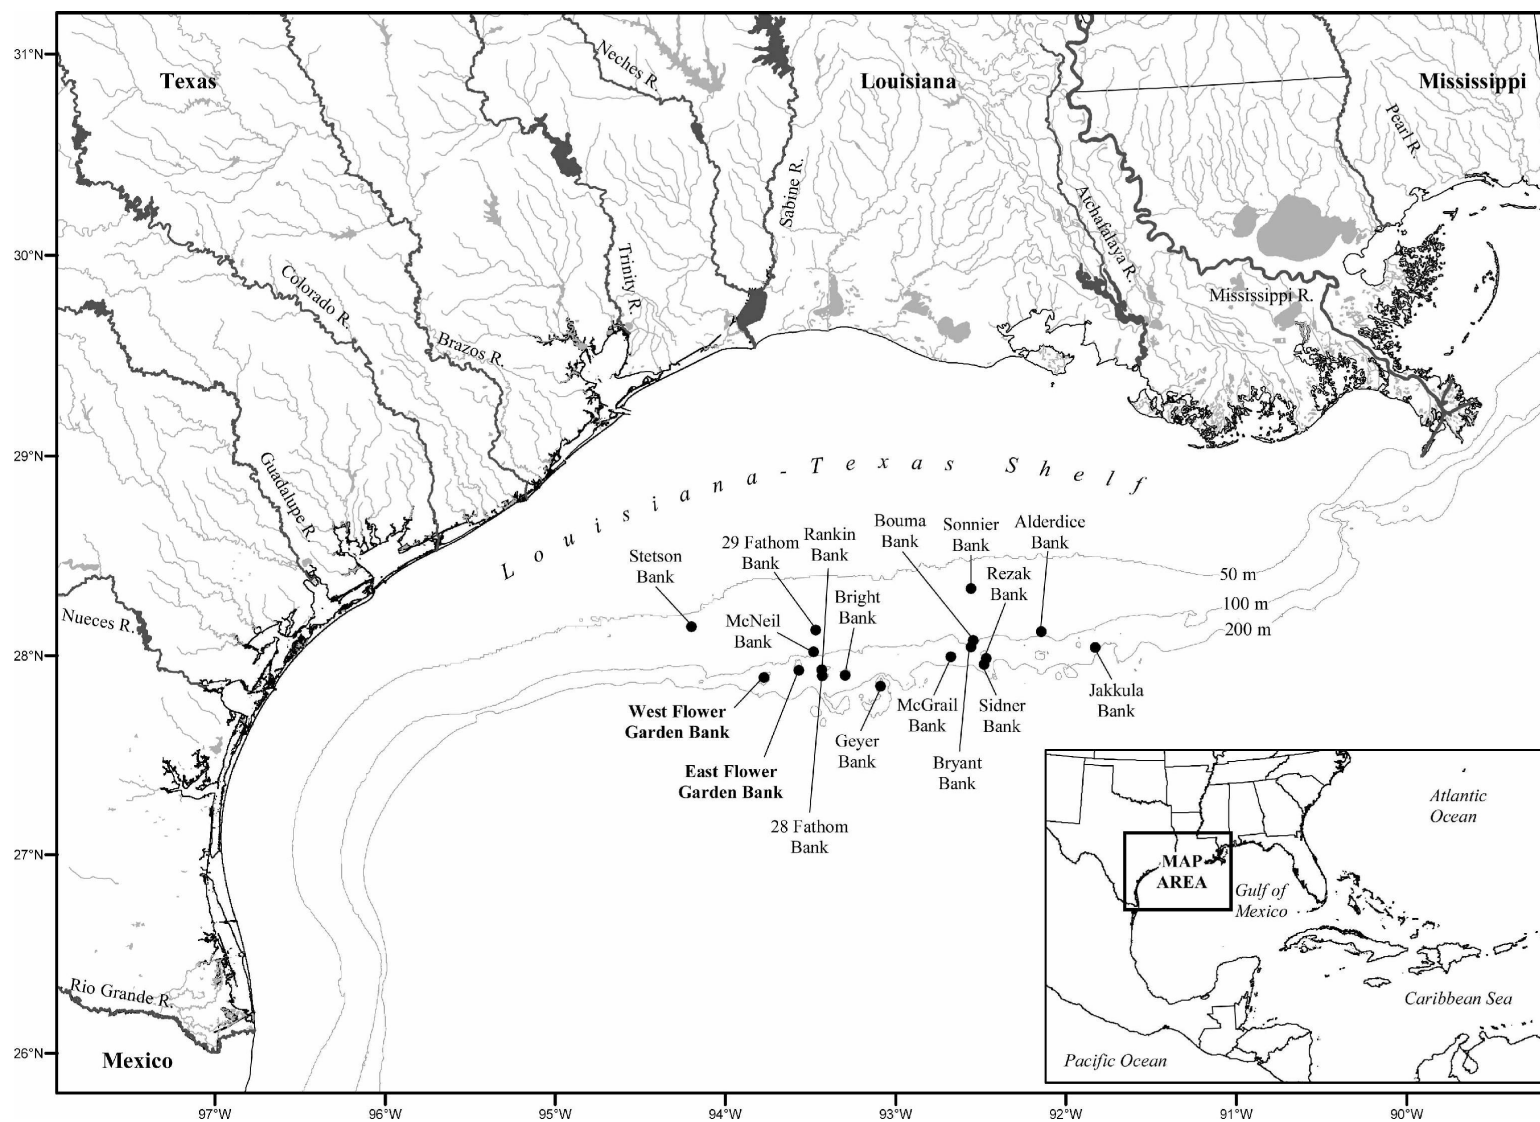 31°N
30°N
29°N
28°N
27°N
26°N
97°W
96°W
95°W
94°W
93°W
92°W
91°W
90°W
Texas
Louisiana
Mississippi
Mexico
Neches R.
Sabine R.
Trinity R.
Colorado R.
Brazos R.
Guadalupe R.
Nueces R.
Rio Grande R.
Atchafalaya R.
Mississippi R.
Pearl R.
Louisiana-Texas Shelf
Stetson
Bank
29 Fathom
Bank
Rankin
Bank
McNeil
Bank
Bright
Bank
Bouma
Bank
Sonnier
Bank
Alderdice
Bank
Rezak
Bank
50 m
100 m
200 m
West Flower
Garden Bank
East Flower
Garden Bank
28 Fathom
Bank
Geyer
Bank
McGrail
Bank
Bryant
Bank
Sidner
Bank
Jakkula
Bank
MAP
AREA
Gulf of
Mexico
Atlantic
Ocean
Caribbean Sea
Pacific Ocean